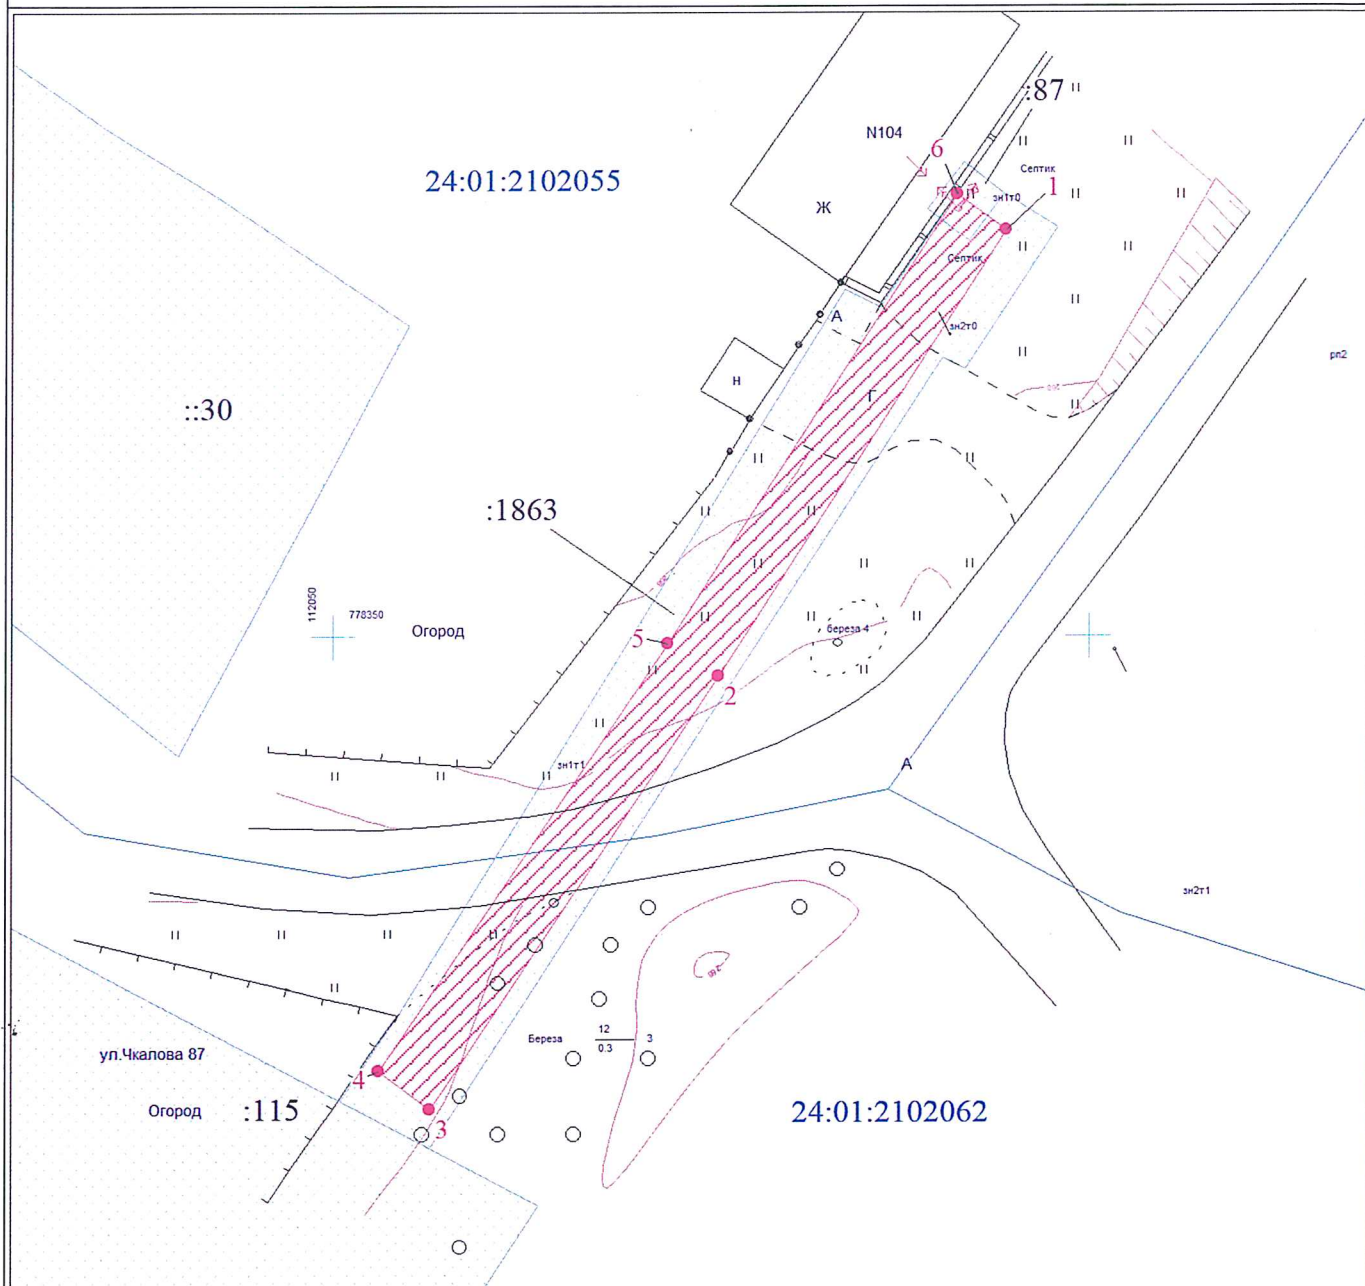 :87
N104
6
Септик
24:01:2102055
зн1т0
1
Ж
Септик
А
зн2т0
рп2
н
Г
::30
:1863
112050
778350
Огород
береза 4
5
2
зн1т1
А
зн2т1
Береза
12
0.3
3
ул.Чкалова 87
4
Огород
:115
24:01:2102062
3